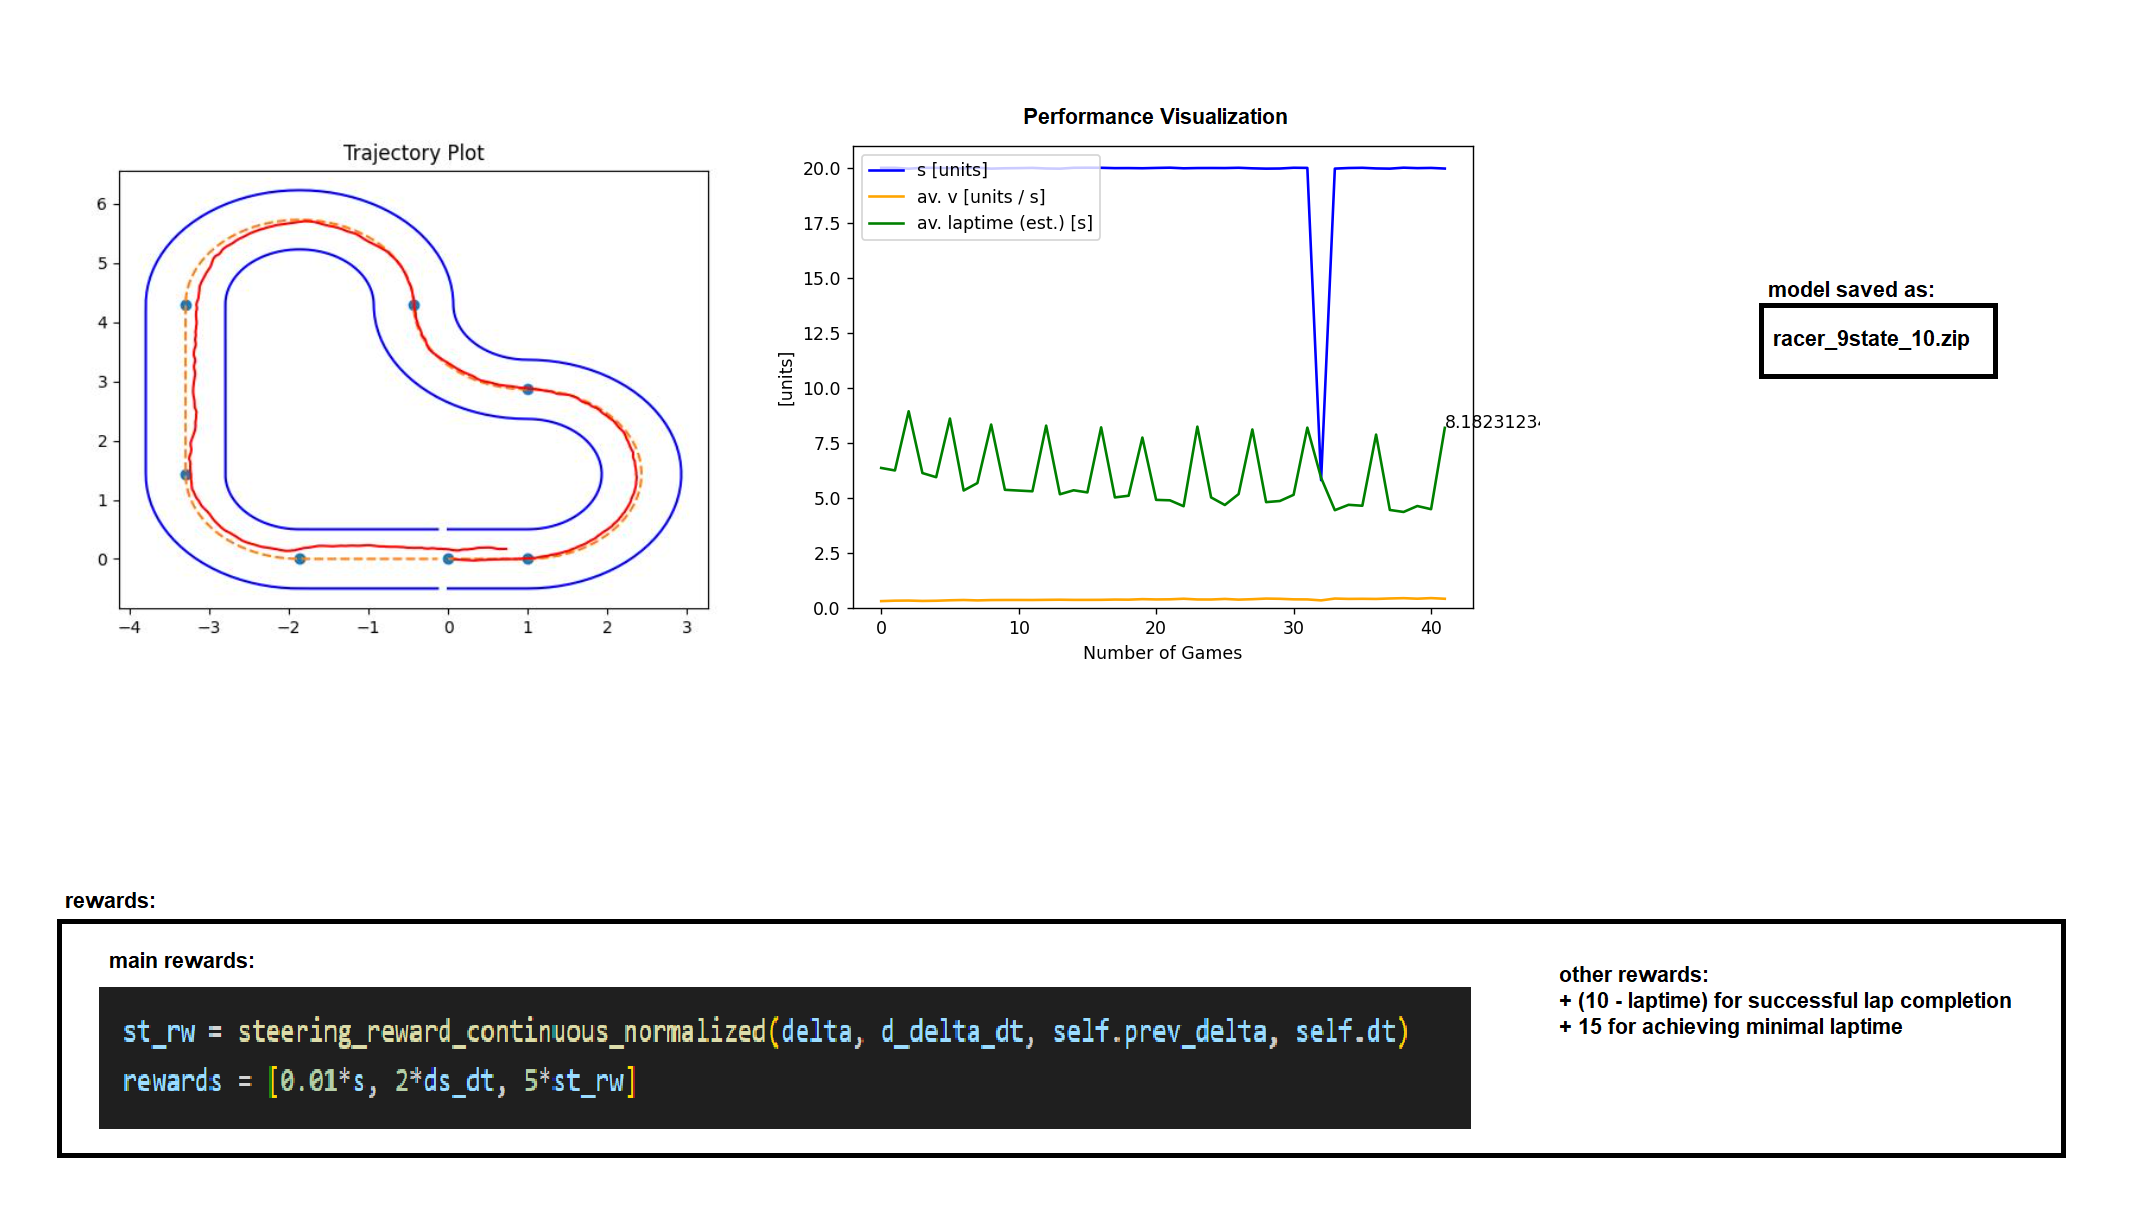 Trajectory Plot
6
5
4
3
2
1
0
−4
−3
−2
−1
0
1
2
3
Performance Visualization
s [units]
av. v [units / s]
av. laptime (est.) [s]
20.0
17.5
15.0
12.5
10.0
7.5
5.0
2.5
0.0
[units]
8.1823123
0
10
20
30
40
Number of Games
model saved as:
racer_9state_10.zip
rewards:
main rewards:
st_rw = steering_reward_continuous_normalized(delta, d_delta_dt, self.prev_delta, self.dt)
rewards = [0.01*s, 2*ds_dt, 5*st_rw]
other rewards:
+ (10 - laptime) for successful lap completion
+ 15 for achieving minimal laptime